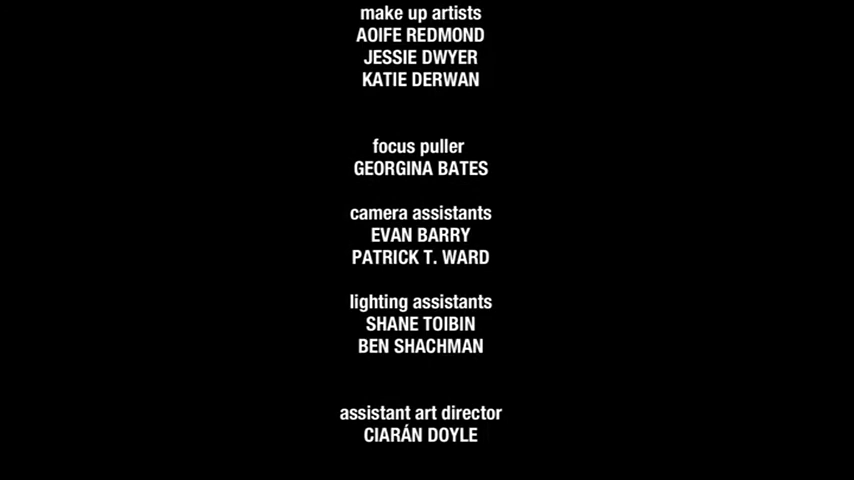 make up artists
AOIFE REDMOND
JESSIE DWYER
KATIE DERWAN
focus puller
GEORGINA BATES
camera assistants
EVAN BARRY
PATRICK T. WARD
lighting assistants
SHANE TOIBIN
BEN SHACHMAN
assistant art director
CIARÁN DOYLE